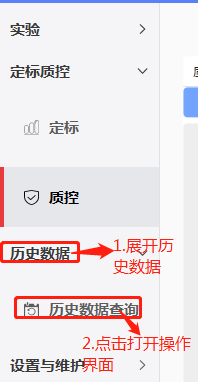 实验
定标质控
定标
质控
历史数据
1.展开历
史数据
历史数据查询
2.点击打开操作
界面
设置与维护